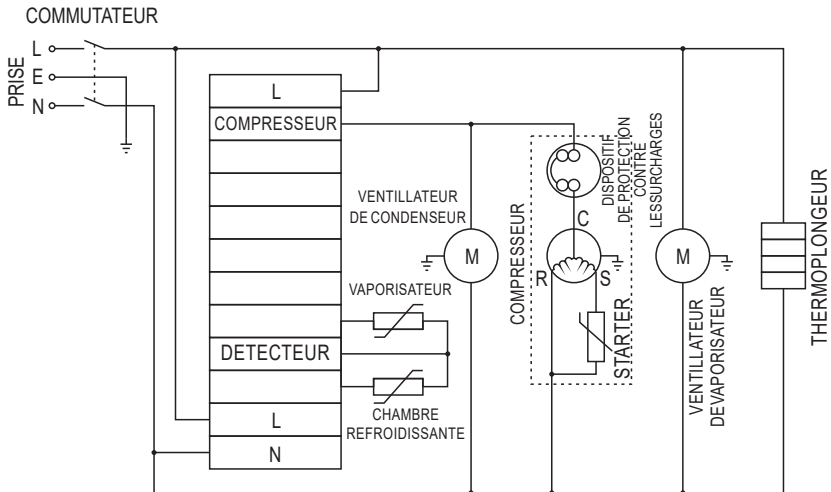 COMMUTATEUR
PRISE
L
E
N
L
COMPRESSEUR
DETECTEUR
L
N
VENTILLATEUR
DE CONDENSEUR
M
VAPORISATEUR
CHAMBRE
REFROIDISSANTE
COMPRESSEUR
DISPOSITIF
DE PROTECTION
CONTRE
LESSURCHARGES
C
R
S
STARTER
M
VENTILLATEUR
DEVAPORISATEUR
THERMOPLONGEUR